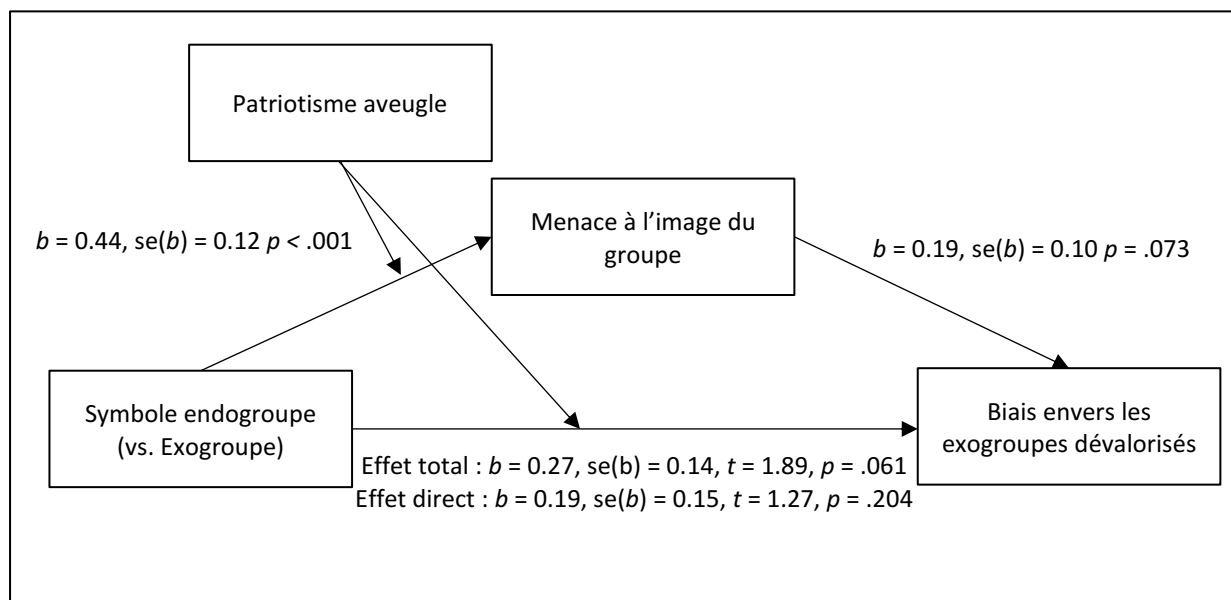 Patriotisme aveugle
Menace à l’image du
groupe
b = 0.44, se(b) = 0.12 p < .001
b = 0.19, se(b) = 0.10 p = .073
Symbole endogroupe
(vs. Exogroupe)
Biais envers les
exogroupes dévalorisés
Effet total : b = 0.27, se(b) = 0.14, t = 1.89, p = .061
Effet direct : b = 0.19, se(b) = 0.15, t = 1.27, p = .204